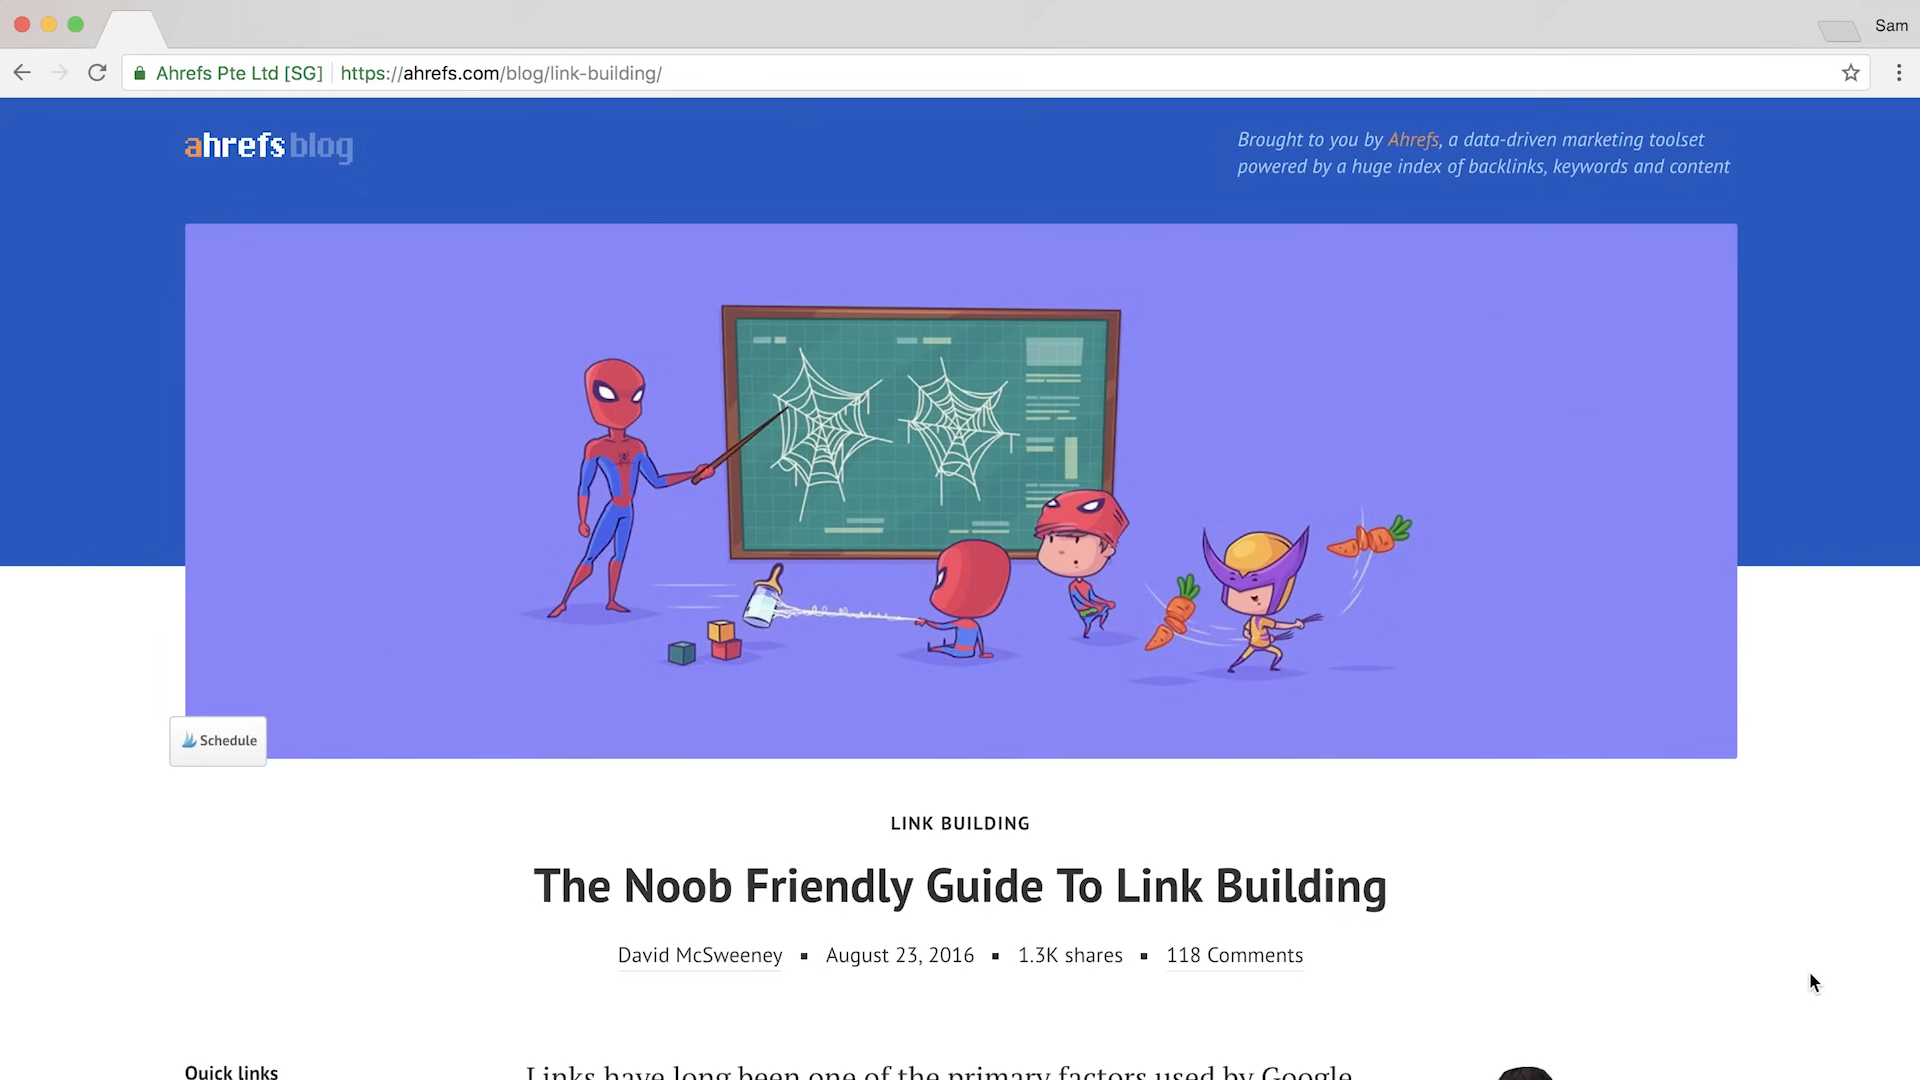 Sam
Ahrefs Pte Ltd [SG] https://ahrefs.com/blog/link-building/
ahrefs blog
Brought to you by Ahrefs, a data-driven marketing toolset
powered by a huge index of backlinks, keywords and content
Schedule
LINK BUILDING
The Noob Friendly Guide To Link Building
David McSweeney ▪ August 23, 2016 ▪ 1.3K shares ▪ 118 Comments
Quick links
Links have long been one of the primary factors used by Google